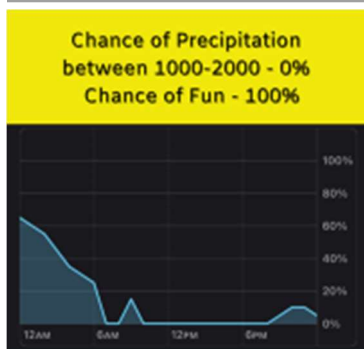 Chance of Precipitation
between 1000-2000 - 0%
Chance of Fun - 100%
100%
80%
60%
40%
20%
0%
12AM 6AM 12PM 6PM